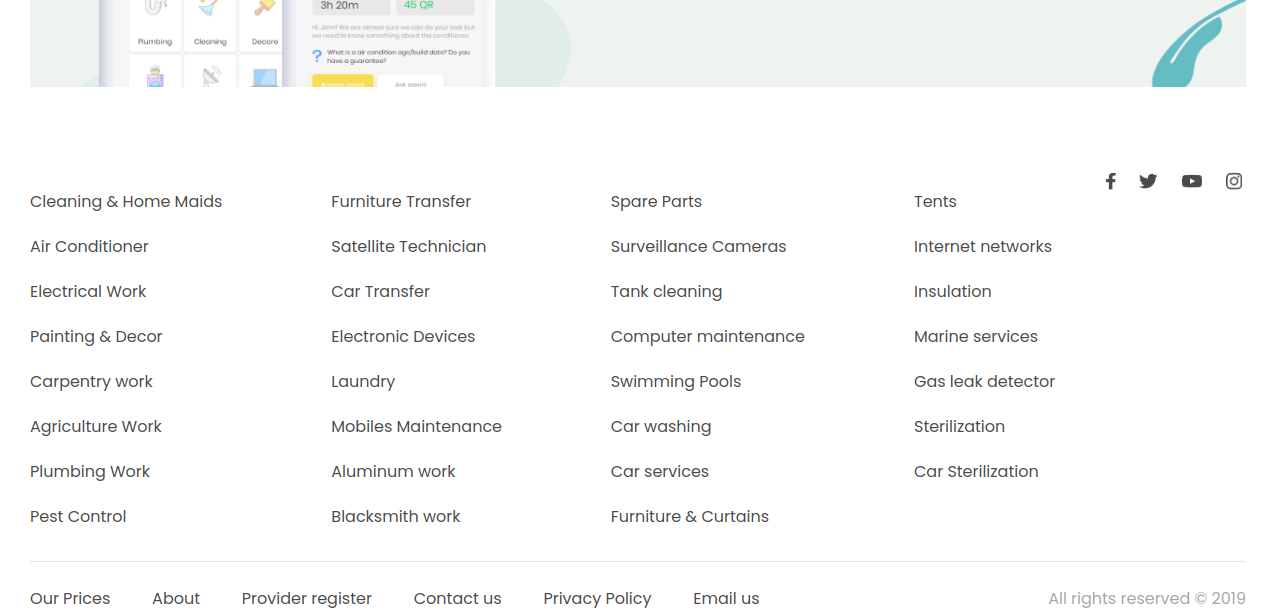 3h 20m
45 QR
Plumbing
Cleaning
Decore
Hi, John! We are almost sure we can do your task but
we need to know something about the conditioner.
? What is a air condition age/build date? Do you
have a guarantee?
Ask agent
Cleaning & Home Maids
Air Conditioner
Electrical Work
Painting & Decor
Carpentry work
Agriculture Work
Plumbing Work
Pest Control
Furniture Transfer
Satellite Technician
Car Transfer
Electronic Devices
Laundry
Mobiles Maintenance
Aluminum work
Blacksmith work
Spare Parts
Surveillance Cameras
Tank cleaning
Computer maintenance
Swimming Pools
Car washing
Car services
Furniture & Curtains
Tents
Internet networks
Insulation
Marine services
Gas leak detector
Sterilization
Car Sterilization
Our Prices
About
Provider register
Contact us
Privacy Policy
Email us
All rights reserved © 2019